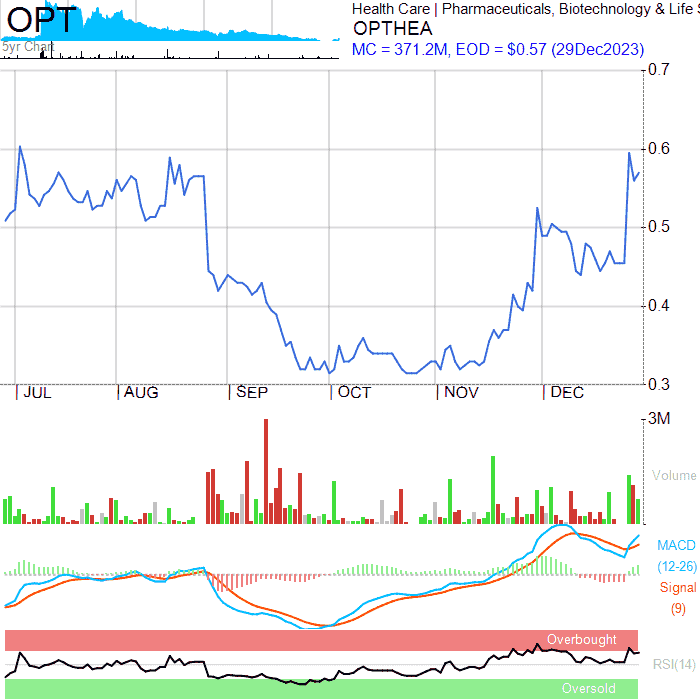 OPT
5yr Chart
Health Care | Pharmaceuticals, Biotechnology & Life S
OPTHEA
MC = 371.2M, EOD = $0.57 (29Dec2023)
0.7
0.6
0.5
0.4
0.3
JUL AUG SEP OCT NOV DEC
3M
Volume
MACD
(12-26)
Signal
(9)
Overbought
RSI(14)
Oversold